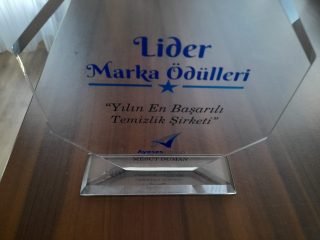 Lider
Marka Ödülleri
"Yılın En Başarılı
Temizlik Şirketi"
MESUT DUMAN